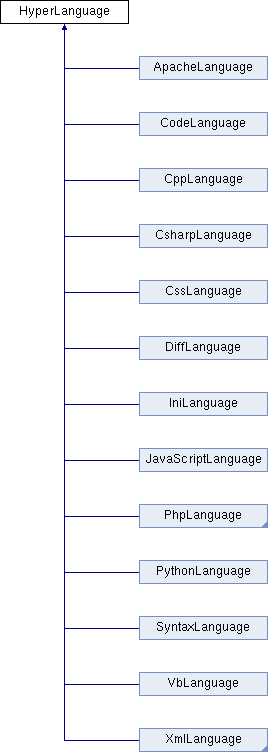 HyperLanguage
ApacheLanguage
CodeLanguage
CppLanguage
CsharpLanguage
CssLanguage
DiffLanguage
IniLanguage
JavaScriptLanguage
PhpLanguage
PythonLanguage
SyntaxLanguage
VbLanguage
XmlLanguage